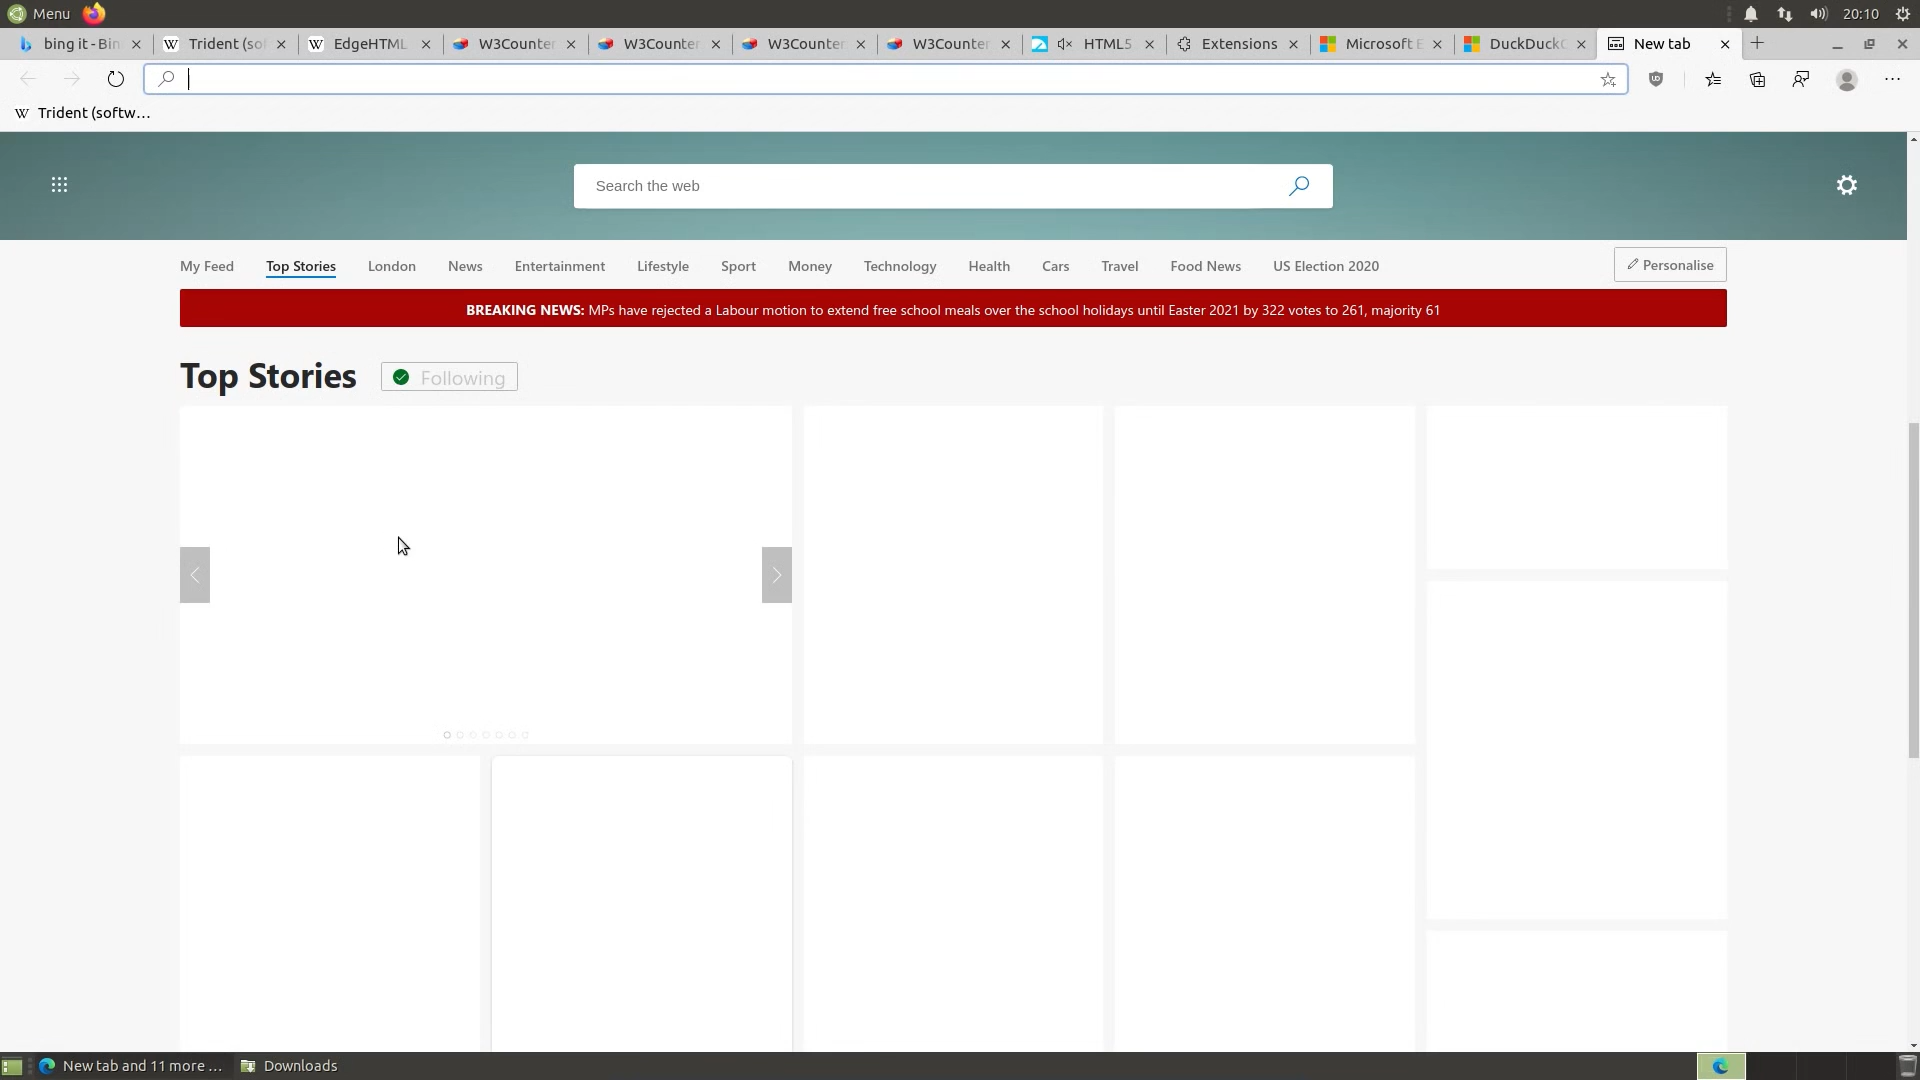 Menu
20:10
bing it - Bin
Trident (sof
EdgeHTML
W3Counter
W3Counter
W3Counter
W3Counter
HTML5
Extensions
Microsoft E
DuckDuckG
New tab
Trident (softw...
Search the web
My Feed
Top Stories
London
News
Entertainment
Lifestyle
Sport
Money
Technology
Health
Cars
Travel
Food News
US Election 2020
Personalise
BREAKING NEWS: MPs have rejected a Labour motion to extend free school meals over the school holidays until Easter 2021 by 322 votes to 261, majority 61
Top Stories
Following
New tab and 11 more ...
Downloads